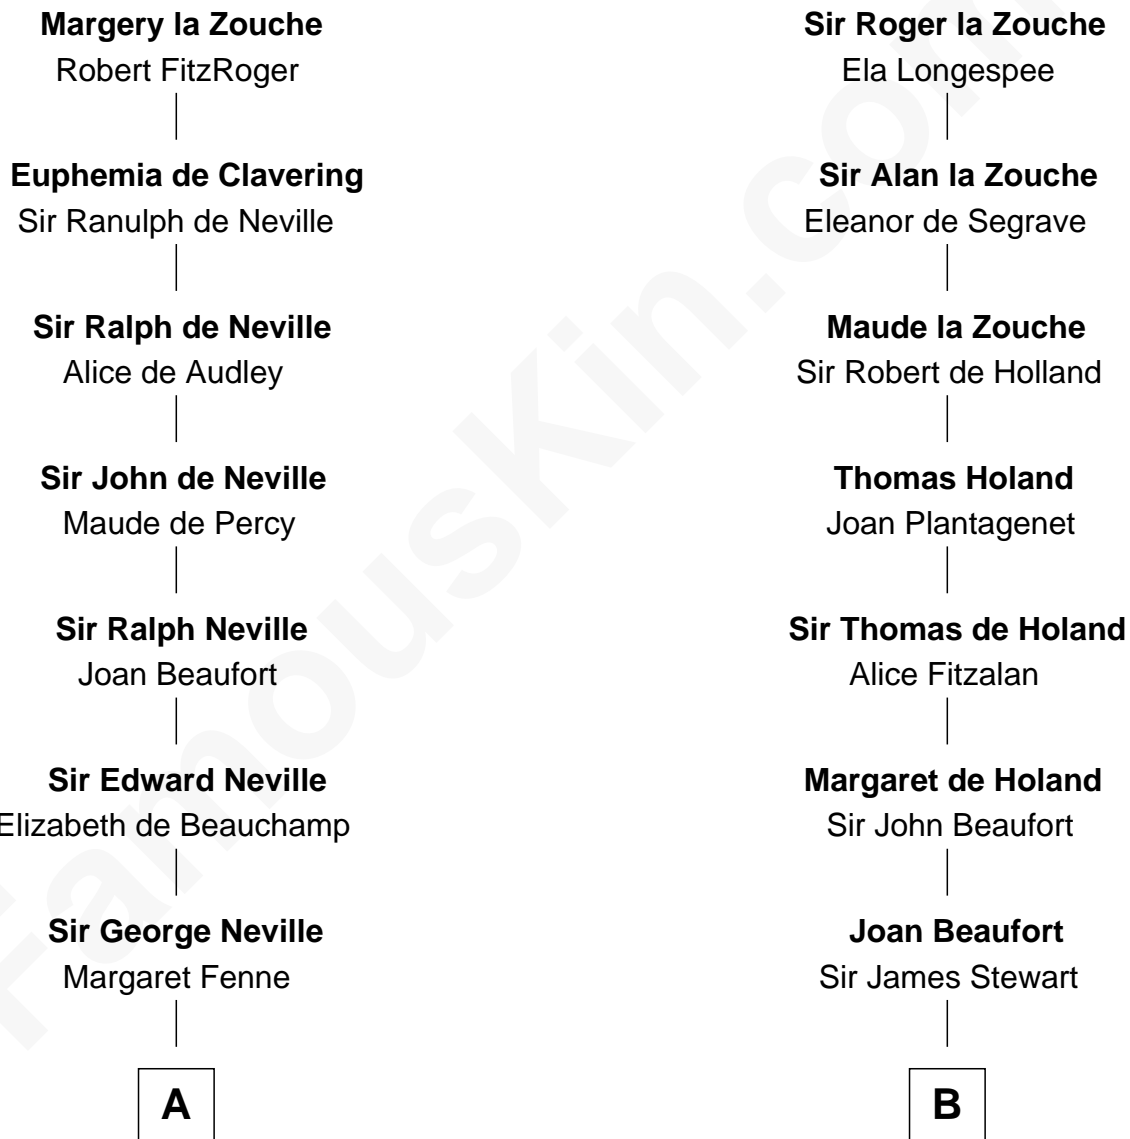 Margery la Zouche
Robert FitzRoger
Euphemia de Clavering
Sir Ranulph de Neville
Sir Ralph de Neville
Alice de Audley
Sir John de Neville
Maude de Percy
Sir Ralph Neville
Joan Beaufort
Sir Edward Neville
Elizabeth de Beauchamp
Sir George Neville
Margaret Fenne
A
Sir Roger la Zouche
Ela Longespee
Sir Alan la Zouche
Eleanor de Segrave
Maude la Zouche
Sir Robert de Holland
Thomas Holand
Joan Plantagenet
Sir Thomas de Holand
Alice Fitzalan
Margaret de Holand
Sir John Beaufort
Joan Beaufort
Sir James Stewart
B
FamousKin.com